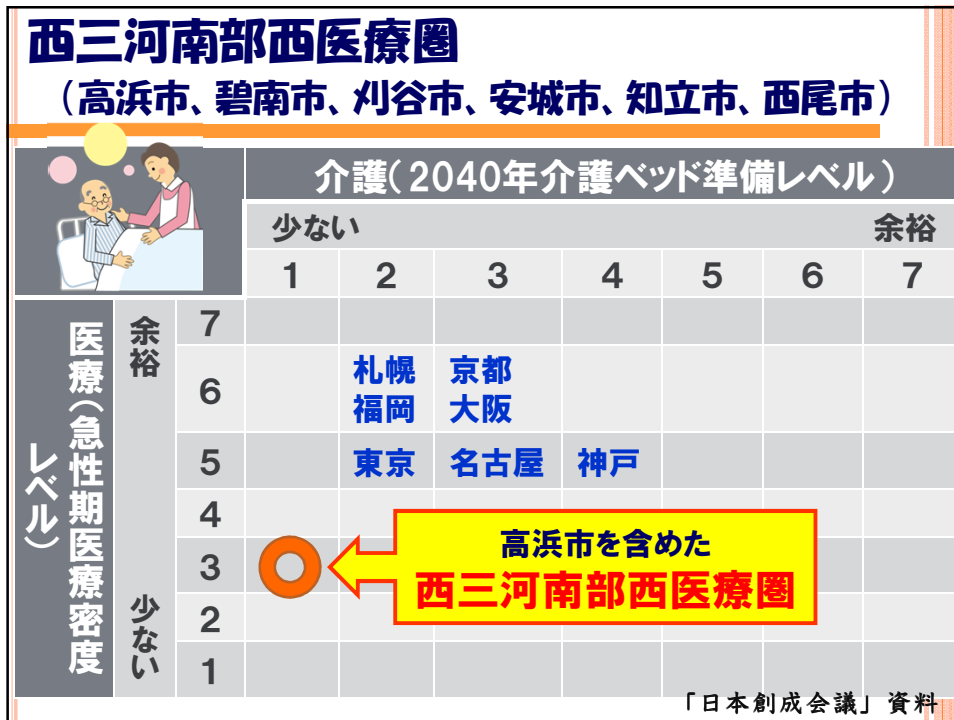 西三河南部西医療圏
（高浜市、碧南市、刈谷市、安城市、知立市、西尾市）
介護（2040年介護ベッド準備レベル）
少ない 余裕
1 2 3 4 5 6 7
医療（急性期医療密度
レベル）
余裕
少ない
7
6 札幌 京都
福岡 大阪
5 東京 名古屋 神戸
4
3
2
1
高浜市を含めた
西三河南部西医療圏
「日本創成会議」資料